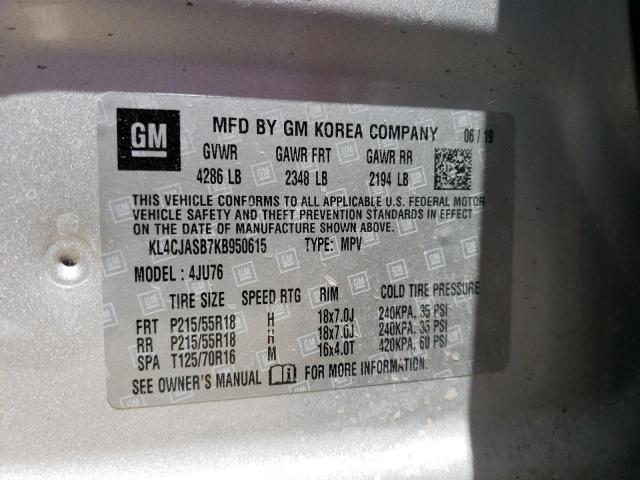 GM MFD BY GM KOREA COMPANY 06 / 19
GVWR GAWR FRT GAWR RR
4286 LB 2348 LB 2194 LB
THIS VEHICLE CONFORMS TO ALL APPLICABLE U.S. FEDERAL MOTOR
VEHICLE SAFETY AND THEFT PREVENTION STANDARDS IN EFFECT
ON THE DATE OF MANUFACTURE SHOWN ABOVE.
KL4CJASB7KB950615 TYPE: MPV
MODEL : 4JU76
TIRE SIZE SPEED RTG RIM COLD TIRE PRESSURE
FRT P215/55R18 H 18x7.0J 240KPA, 35 PSI
RR P215/55R18 H 18x7.0J 240KPA, 35 PSI
SPA T125/70R16 M 16x4.0T 420KPA, 60 PSI
SEE OWNER'S MANUAL FOR MORE INFORMATION.